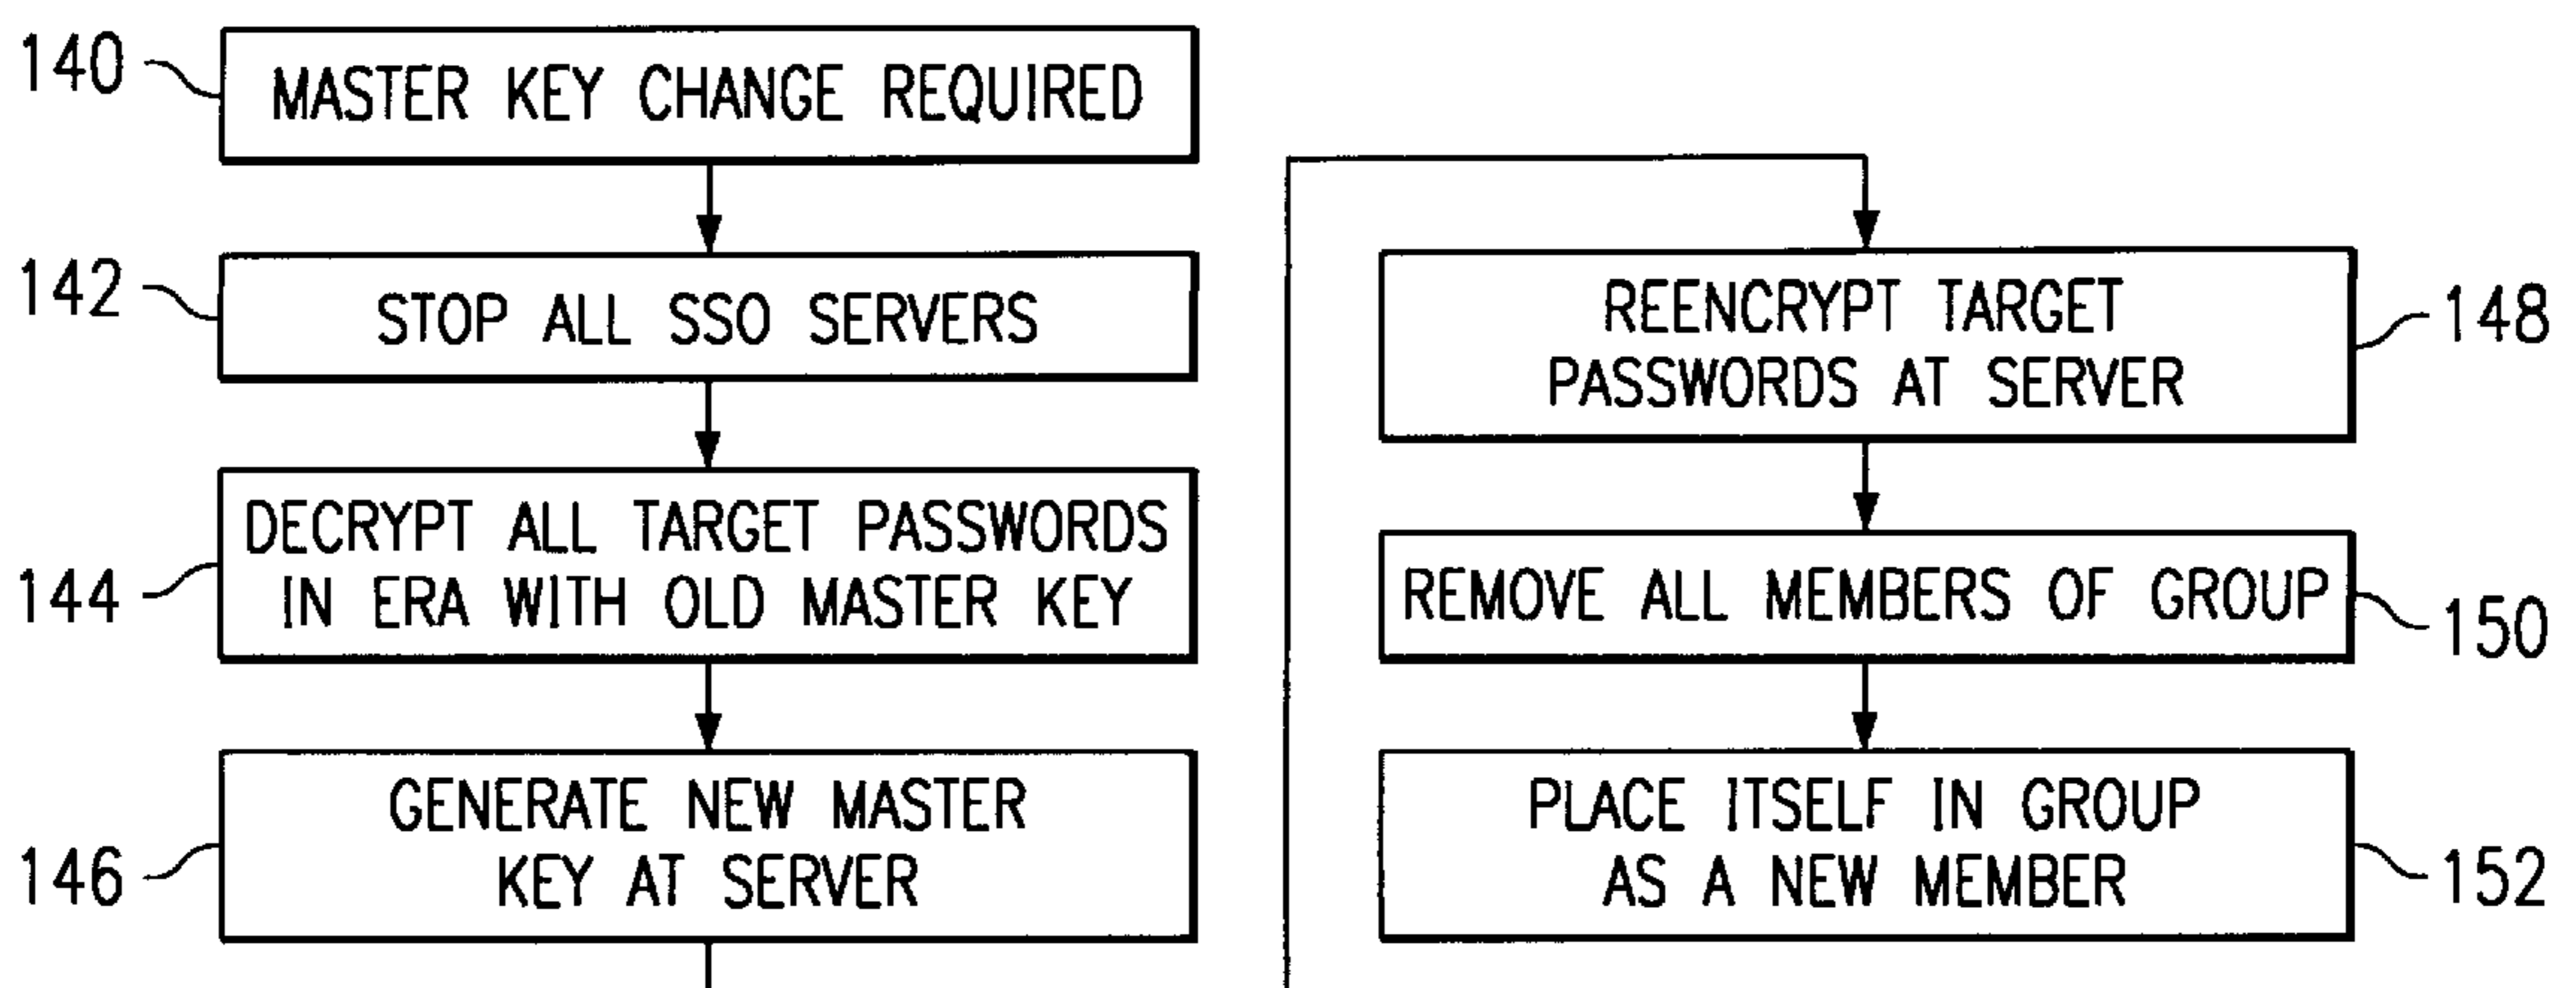 140
MASTER KEY CHANGE REQUIRED
142
STOP ALL SSO SERVERS
144
DECRYPT ALL TARGET PASSWORDS
IN ERA WITH OLD MASTER KEY
146
GENERATE NEW MASTER
KEY AT SERVER
REENCRYPT TARGET
PASSWORDS AT SERVER
148
REMOVE ALL MEMBERS OF GROUP
150
PLACE ITSELF IN GROUP
AS A NEW MEMBER
152